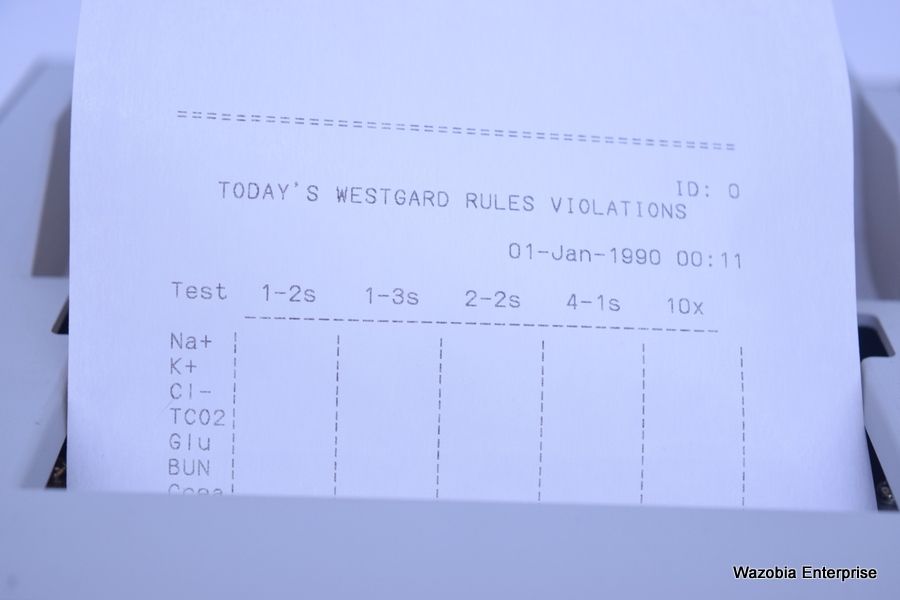 ================================================
ID: 0
TODAY'S WESTGARD RULES VIOLATIONS
01-Jan-1990 00:11
Test 1-2s 1-3s 2-2s 4-1s 10x
Na+
K+
Cl-
TCO2
Glu
BUN
Wazobia Enterprise